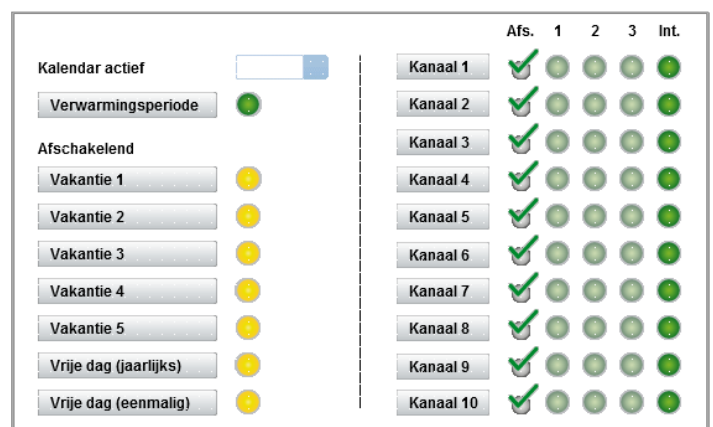 Afs. 1 2 3 Int.
Kalendar actief
Verwarmingsperiode
Afschakelend
Vakantie 1
Vakantie 2
Vakantie 3
Vakantie 4
Vakantie 5
Vrije dag (jaarlijks)
Vrije dag (eenmalig)
Kanaal 1
Kanaal 2
Kanaal 3
Kanaal 4
Kanaal 5
Kanaal 6
Kanaal 7
Kanaal 8
Kanaal 9
Kanaal 10